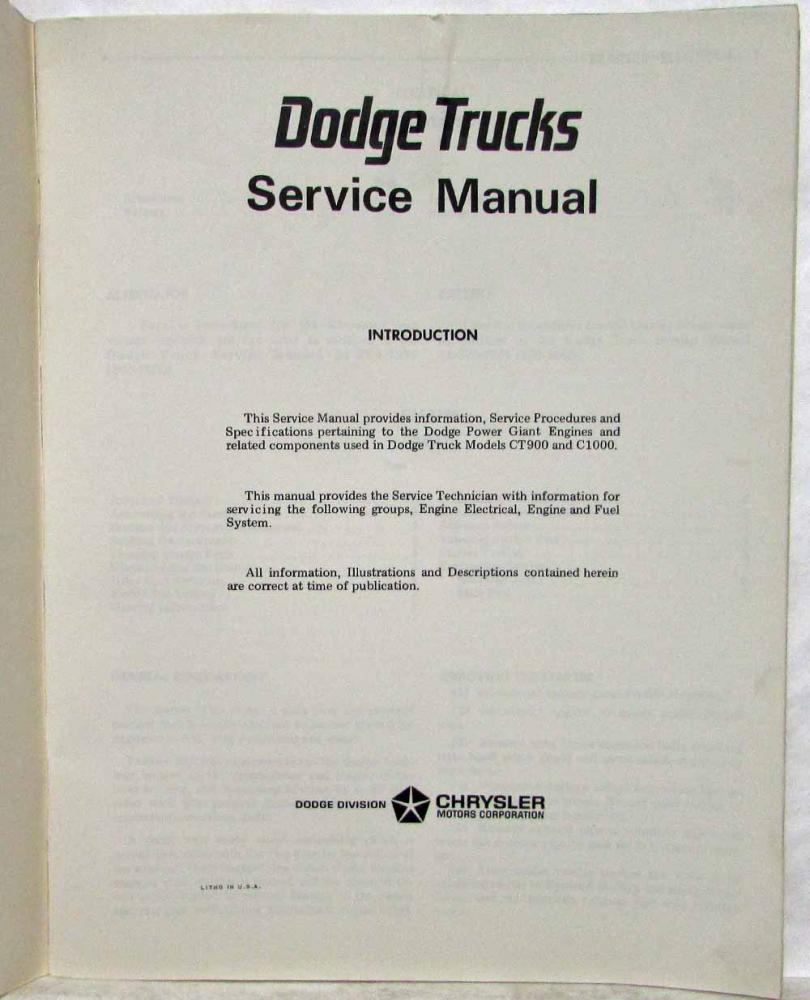 Dodge Trucks
Service Manual
INTRODUCTION
This Service Manual provides information, Service Procedures and
Specifications pertaining to the Dodge Power Giant Engines and
related components used in Dodge Truck Models CT900 and C1000.
This manual provides the Service Technician with information for
servicing the following groups, Engine Electrical, Engine and Fuel
System.
All information, Illustrations and Descriptions contained herein
are correct at time of publication.
DODGE DIVISION CHRYSLER
MOTORS CORPORATION
LITHO IN U.S.A.